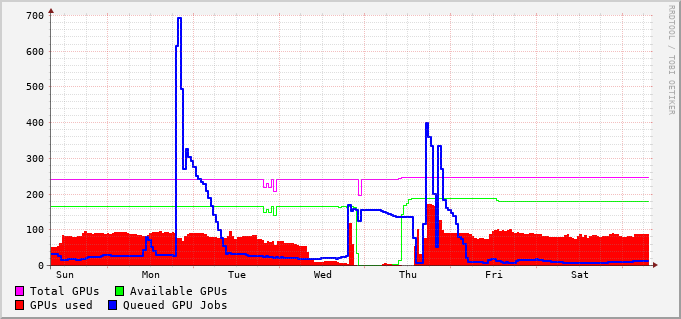 700
600
500
400
300
200
100
0
Sun Mon Tue Wed Thu Fri Sat
Total GPUs Available GPUs
GPUs used Queued GPU Jobs
RRDTOOL / TOBI OETIKER